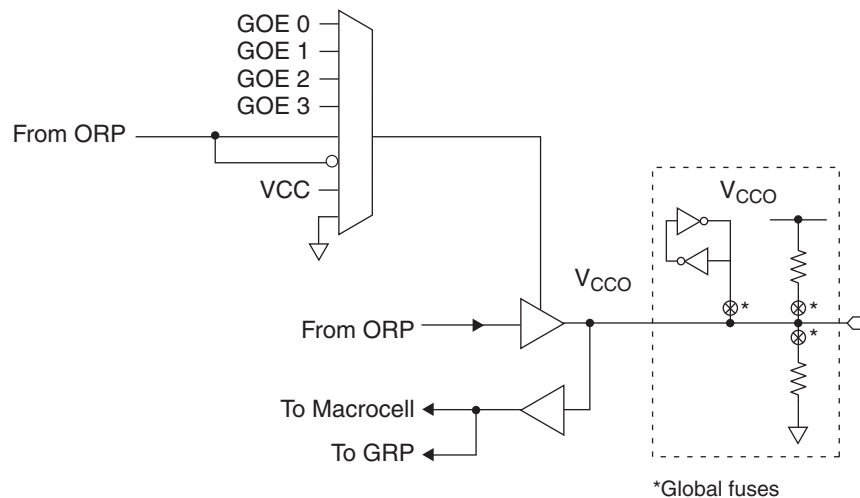 GOE 0
GOE 1
GOE 2
GOE 3
From ORP
VCC
VCCO
VCCO
*
*
*
From ORP
To Macrocell
To GRP
*Global fuses